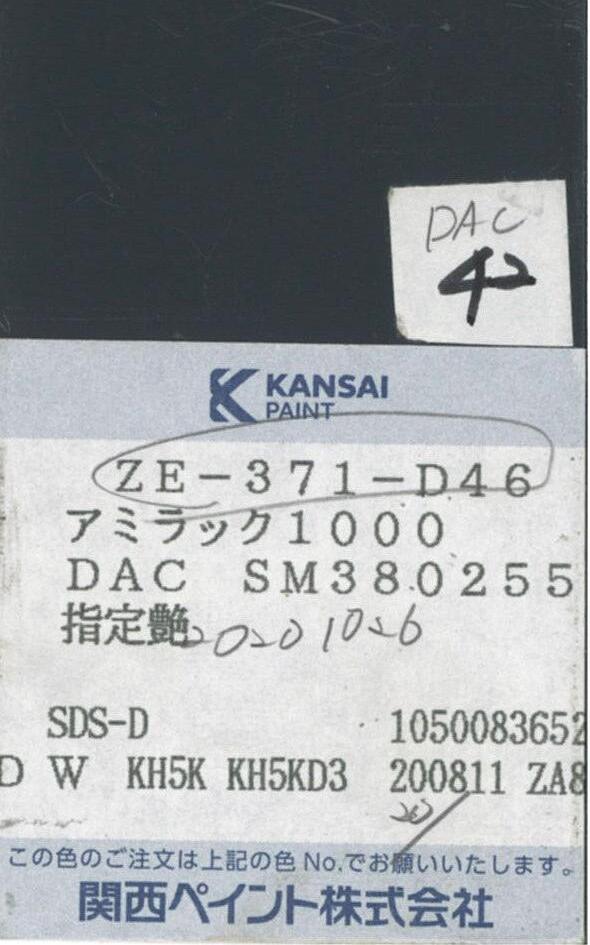 DAC
42
KANSAI
PAINT
ZE-371-D46
アミラック1000
DAC SM380255
指定艶 20201026
SDS-D 1050083652
D W KH5K KH5KD3 200811 ZA8
この色のご注文は上記の色No.でお願いいたします。
関西ペイント株式会社